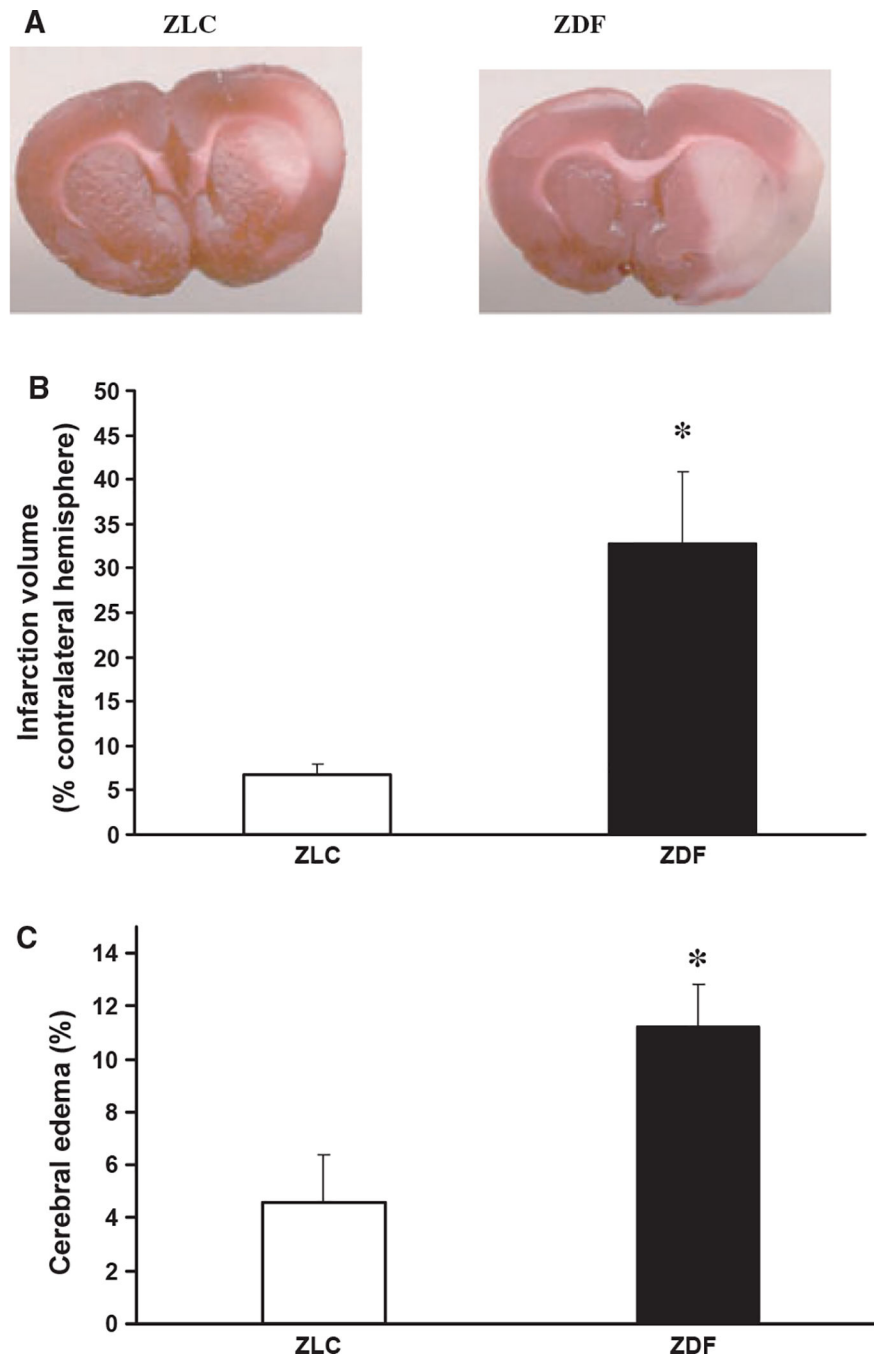 A
ZLC
ZDF
B
Infarction volume
(% contralateral hemisphere)
50
45
40
35
30
25
20
15
10
5
0
*
ZLC
ZDF
C
Cerebral edema (%)
14
12
10
8
6
4
2
0
*
ZLC
ZDF